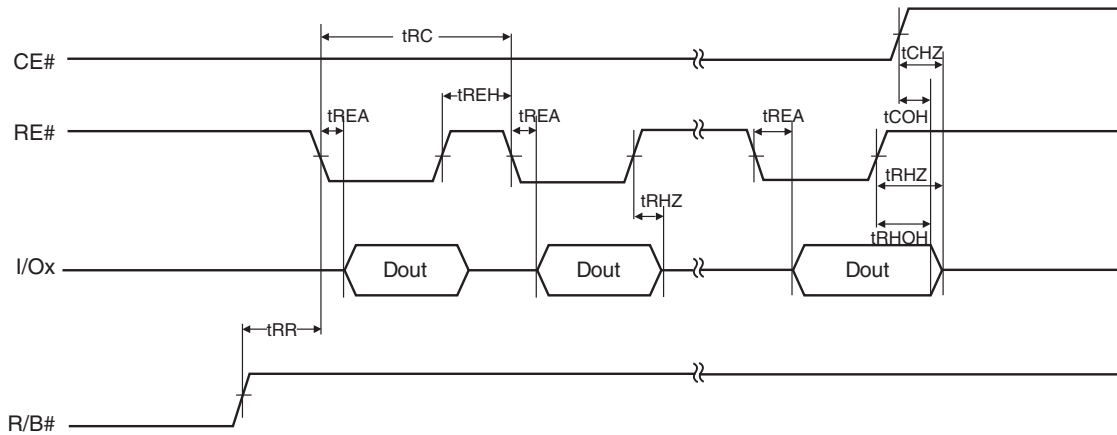 tRC
tCHZ
CE#
tREH
tREA
tREA
tREA
tCOH
RE#
tRHZ
tRHZ
tRHOH
I/Ox
Dout
Dout
Dout
tRR
R/B#